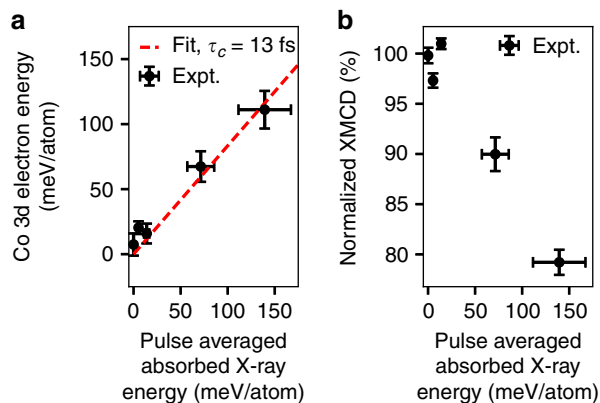 a
Co 3d electron energy
(meV/atom)
150
100
50
0
Fit, τc = 13 fs
Expt.
0 50 100 150
Pulse averaged
absorbed X-ray
energy (meV/atom)
b
Normalized XMCD (%)
100
95
90
85
80
Expt.
0 50 100 150
Pulse averaged
absorbed X-ray
energy (meV/atom)